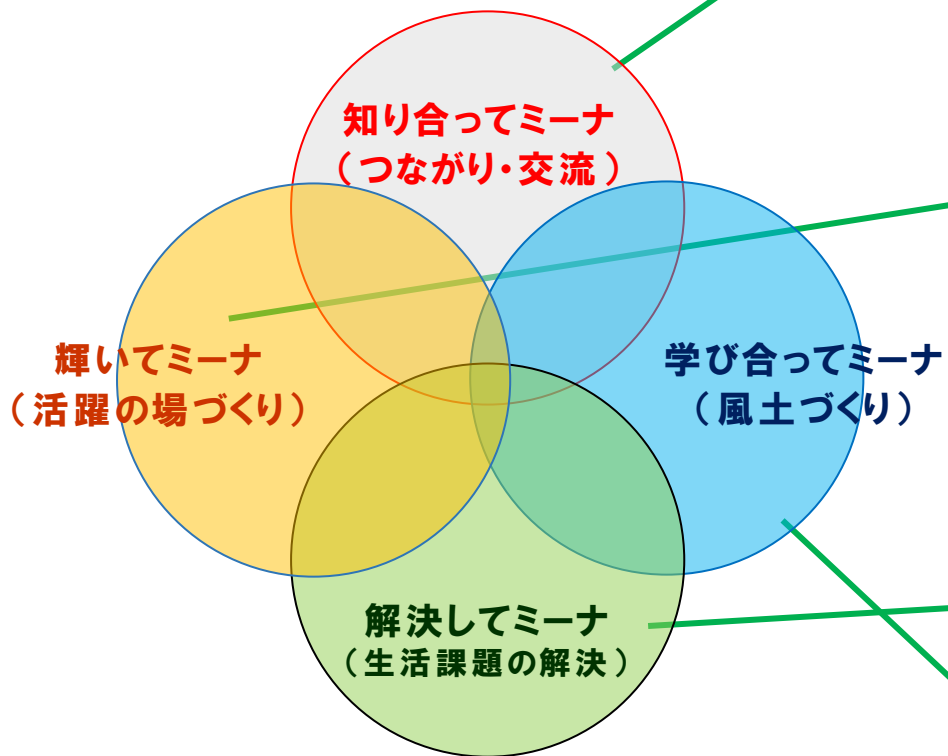 知り合ってミーナ
（つながり・交流）
輝いてミーナ
（活躍の場づくり）
学び合ってミーナ
（風土づくり）
解決してミーナ
（生活課題の解決）